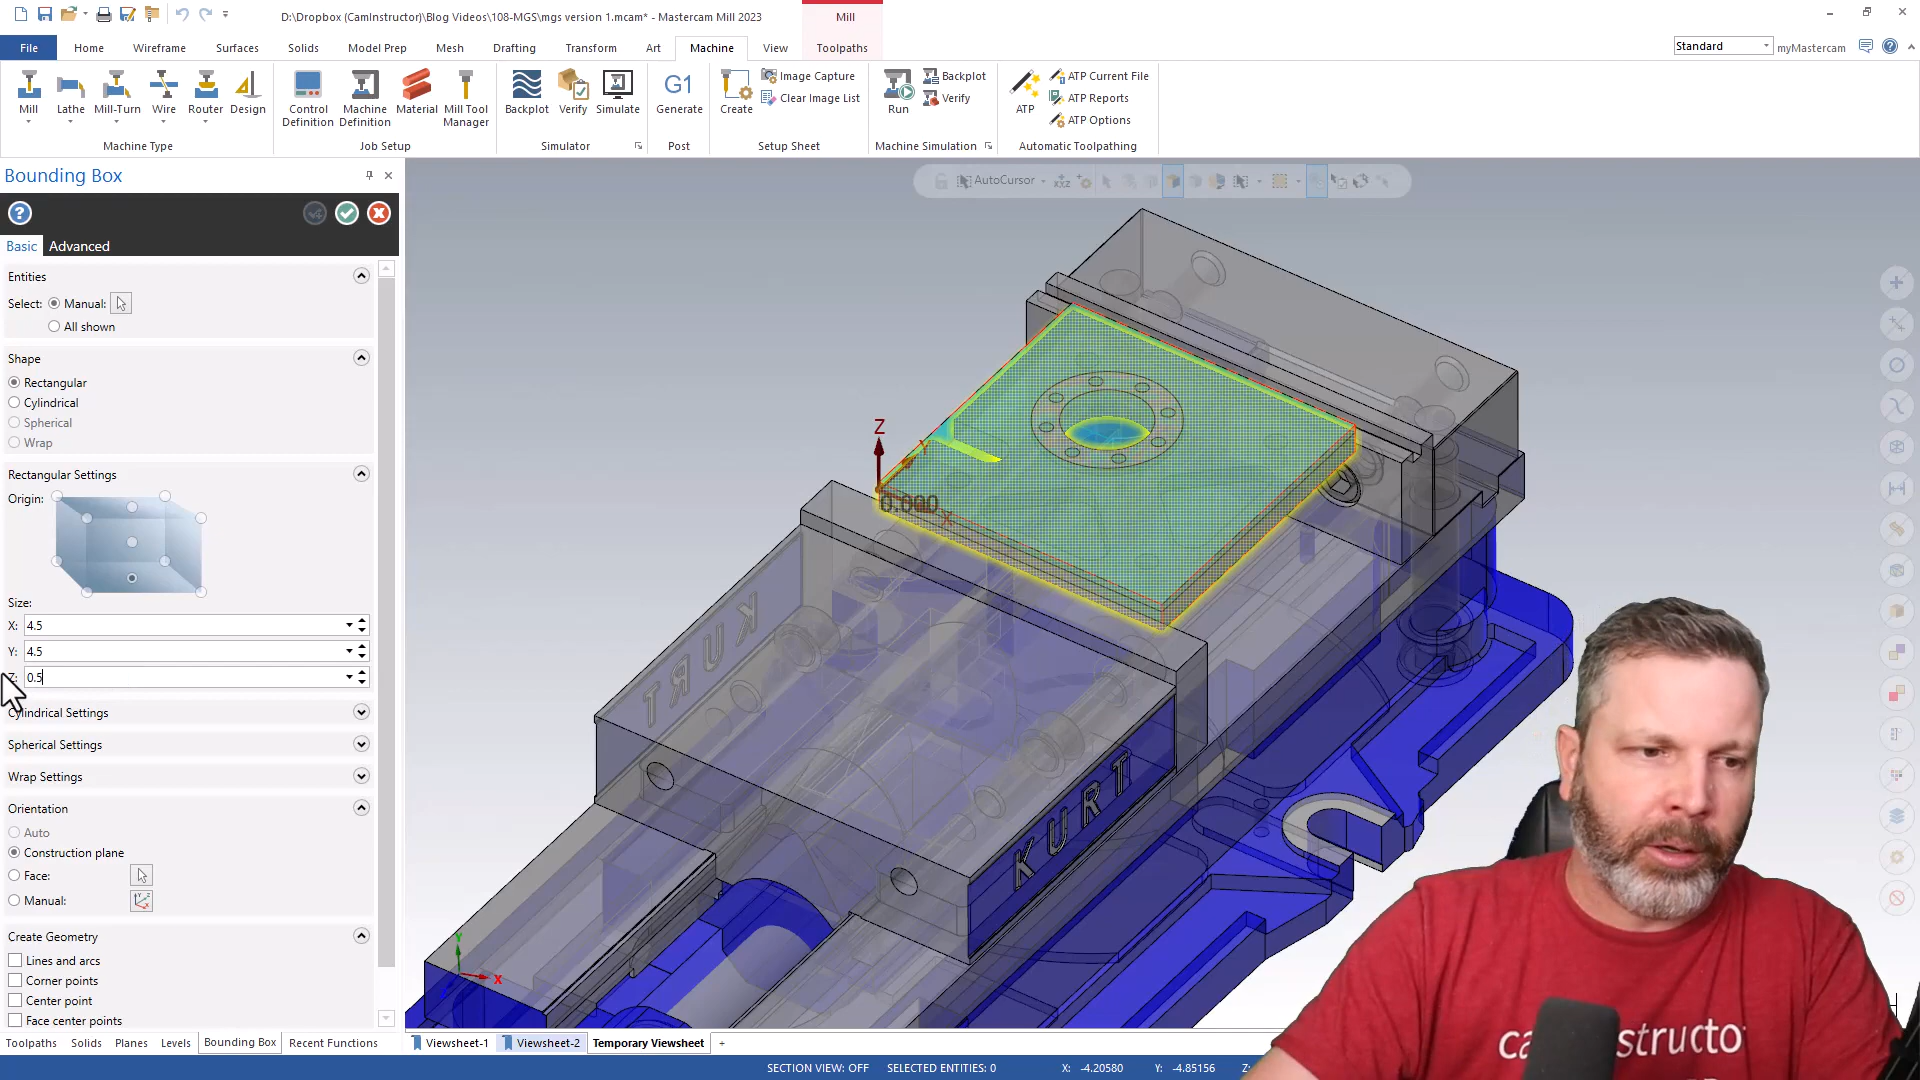 D:\Dropbox (CamInstructor)\Blog Videos\108-MGS\mgs version 1.mcam* - Mastercam Mill 2023
Mill
File Home Wireframe Surfaces Solids Model Prep Mesh Drafting Transform Art Machine View Toolpaths
Standard
myMastercam
Mill Lathe Mill-Turn Wire Router Design
Machine Type
Control Definition Machine Definition Material Mill Tool Manager
Job Setup
Backplot Verify Simulate
Simulator
G1
Generate
Post
Create
Image Capture
Clear Image List
Setup Sheet
Run
Backplot
Verify
Machine Simulation
ATP
ATP Current File
ATP Reports
ATP Options
Automatic Toolpathing
Bounding Box
Basic Advanced
Entities
Select: Manual:
All shown
Shape
Rectangular
Cylindrical
Spherical
Wrap
Rectangular Settings
Origin:
Size:
X: 4.5
Y: 4.5
Z: 0.5
Cylindrical Settings
Spherical Settings
Wrap Settings
Orientation
Auto
Construction plane
Face:
Manual:
Create Geometry
Lines and arcs
Corner points
Center point
Face center points
Toolpaths Solids Planes Levels Bounding Box Recent Functions
AutoCursor
Z
Y
0.000
X
KURT
KURT
Y
X
Viewsheet-1 Viewsheet-2 Temporary Viewsheet +
SECTION VIEW: OFF SELECTED ENTITIES: 0 X: -4.20580 Y: -4.85156 Z: